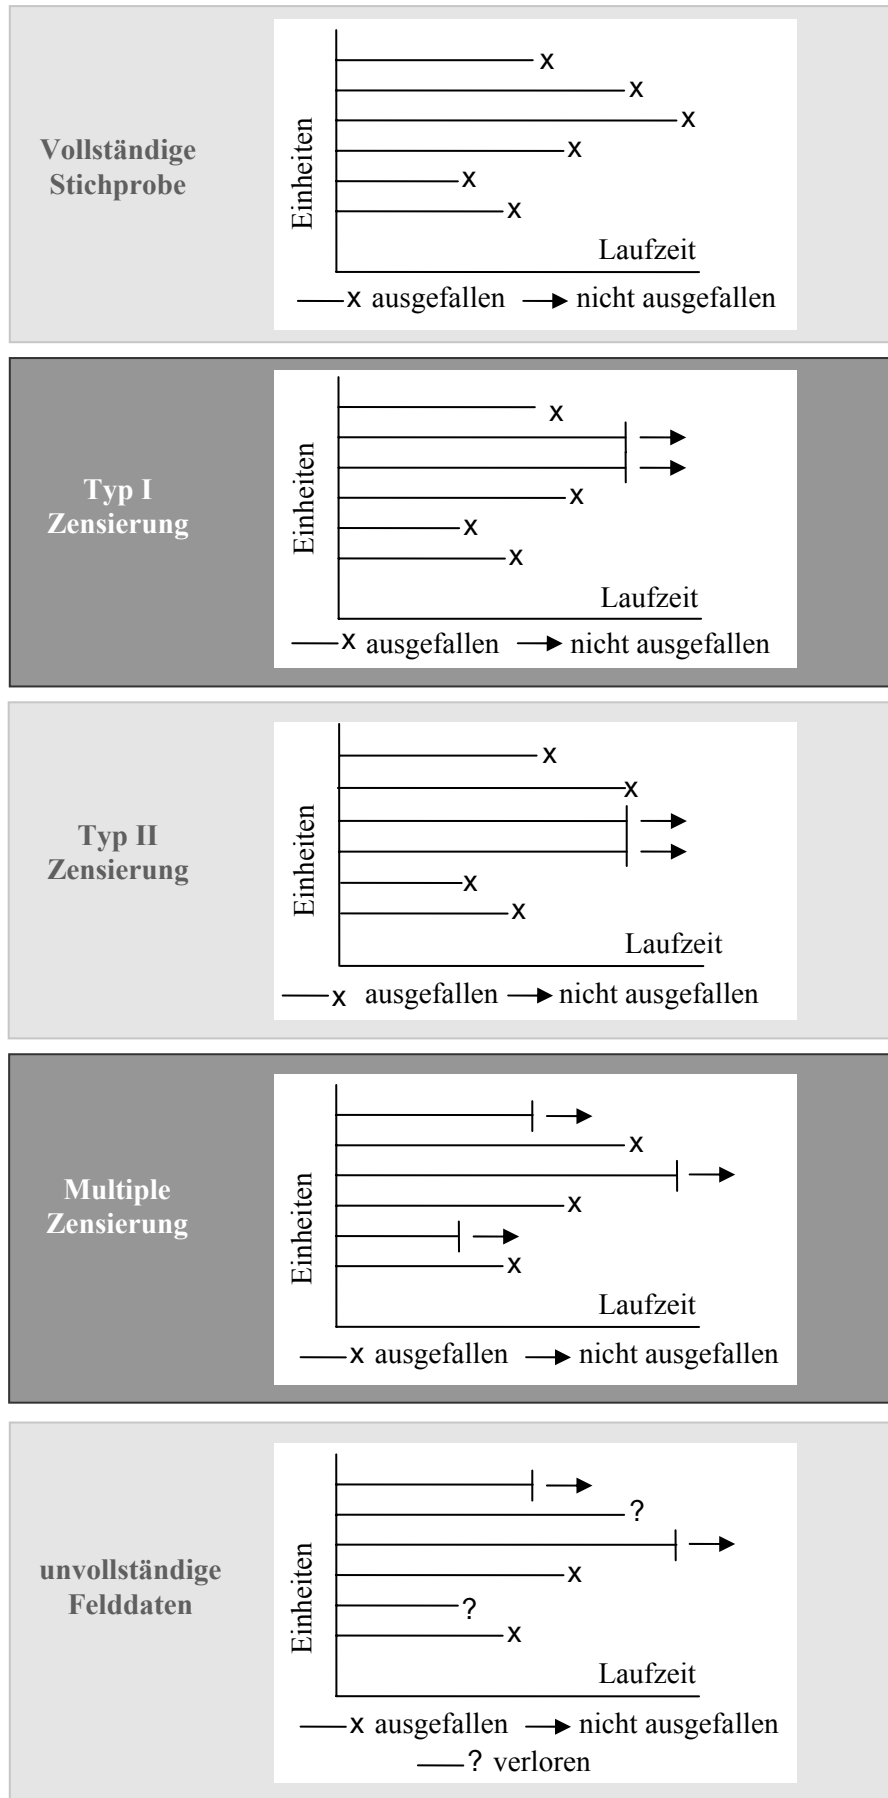 Vollständige
Stichprobe
Einheiten
x
x
x
x
x
x
Laufzeit
x ausgefallen nicht ausgefallen
Typ I
Zensierung
Einheiten
x
x
x
x
Laufzeit
x ausgefallen nicht ausgefallen
Typ II
Zensierung
Einheiten
x
x
x
x
Laufzeit
x ausgefallen nicht ausgefallen
Multiple
Zensierung
Einheiten
x
x
x
Laufzeit
x ausgefallen nicht ausgefallen
unvollständige
Felddaten
Einheiten
?
x
?
x
Laufzeit
x ausgefallen nicht ausgefallen
? verloren